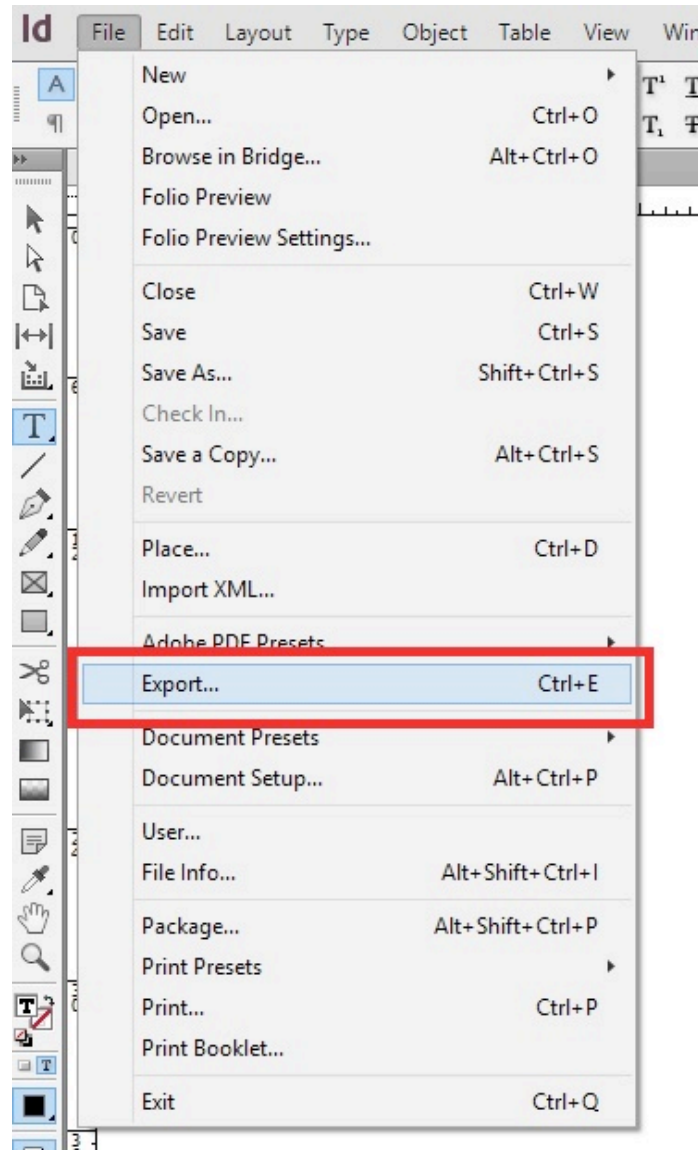 Id File Edit Layout Type Object Table View Win
A T¹ T
¶ T₁ T
New
Open... Ctrl+O
Browse in Bridge... Alt+Ctrl+O
Folio Preview
Folio Preview Settings...
Close Ctrl+W
Save Ctrl+S
Save As... Shift+Ctrl+S
Check In...
Save a Copy... Alt+Ctrl+S
Revert
Place... Ctrl+D
Import XML...
Adobe PDF Presets
Export... Ctrl+E
Document Presets
Document Setup... Alt+Ctrl+P
User...
File Info... Alt+Shift+Ctrl+I
Package... Alt+Shift+Ctrl+P
Print Presets
Print... Ctrl+P
Print Booklet...
Exit Ctrl+Q